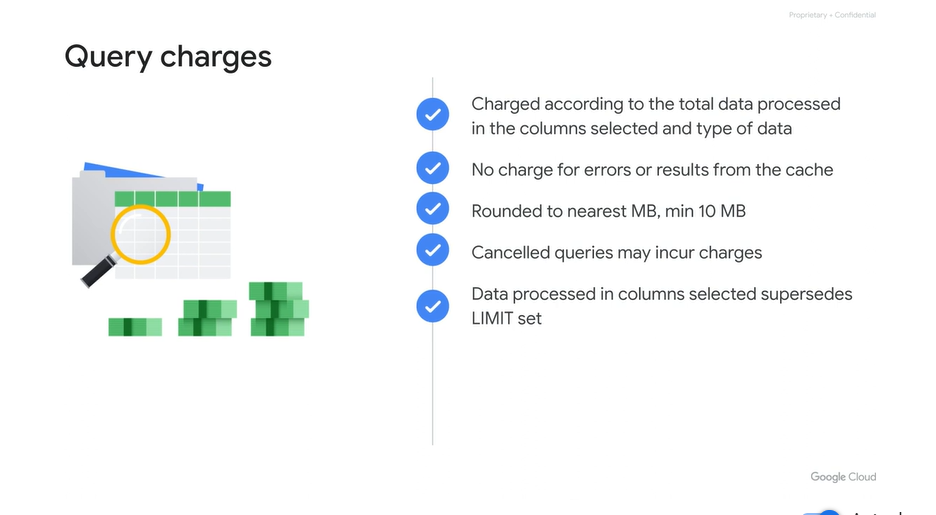 Proprietary + Confidential
Query charges
Charged according to the total data processed
in the columns selected and type of data
No charge for errors or results from the cache
Rounded to nearest MB, min 10 MB
Cancelled queries may incur charges
Data processed in columns selected supersedes
LIMIT set
Google Cloud